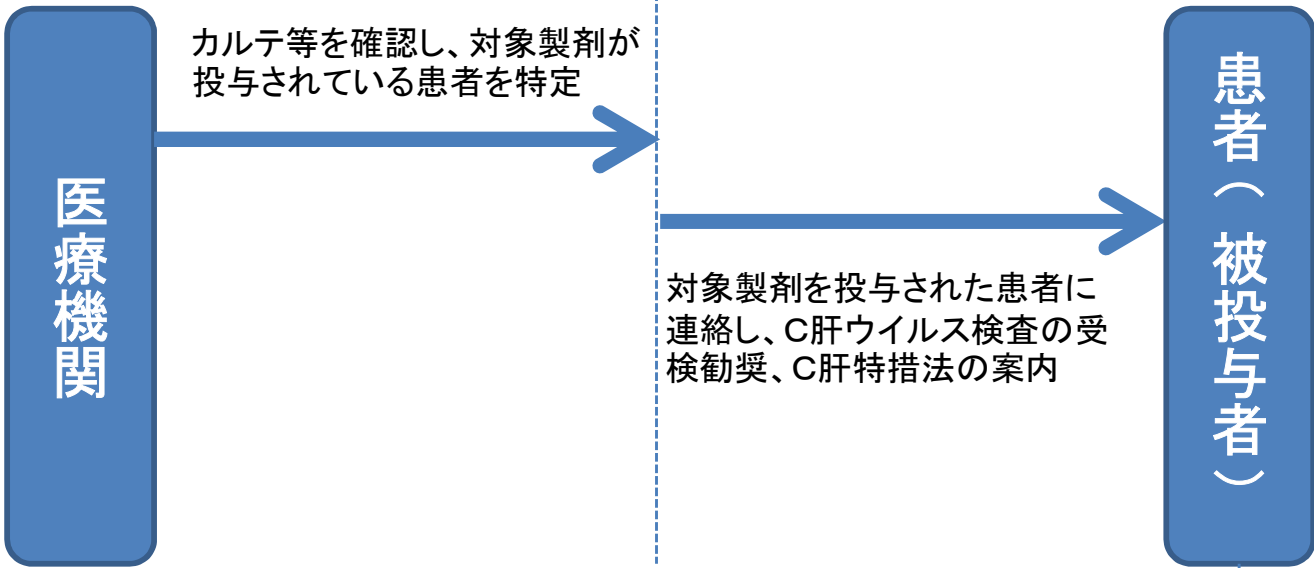 医療機関
カルテ等を確認し、対象製剤が
投与されている患者を特定
対象製剤を投与された患者に
連絡し、C肝ウイルス検査の受
検勧奨、C肝特措法の案内
患者（被投与者）